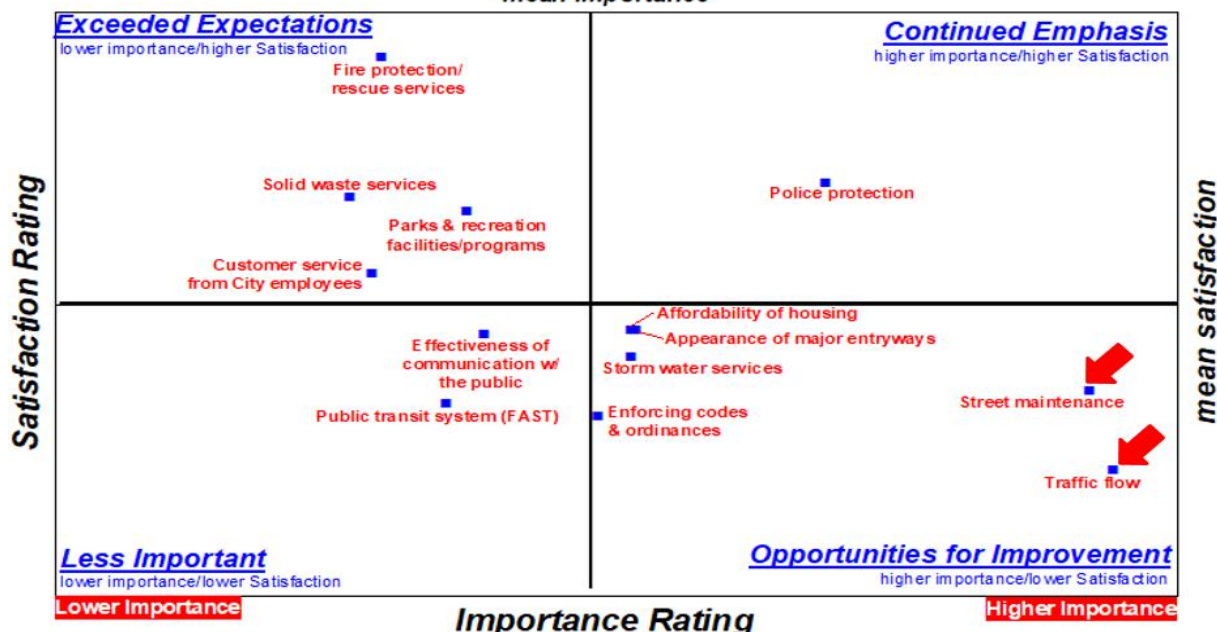 mean importance
Exceeded Expectations
lower importance/higher Satisfaction
Continued Emphasis
higher importance/higher Satisfaction
Fire protection/
rescue services
Solid waste services
Police protection
Parks & recreation
facilities/programs
Customer service
from City employees
Satisfaction Rating
mean satisfaction
Affordability of housing
Appearance of major entryways
Effectiveness of
communication w/
the public
Storm water services
Street maintenance
Public transit system (FAST)
Enforcing codes
& ordinances
Traffic flow
Less Important
lower importance/lower Satisfaction
Opportunities for Improvement
higher importance/lower Satisfaction
Lower Importance
Importance Rating
Higher Importance